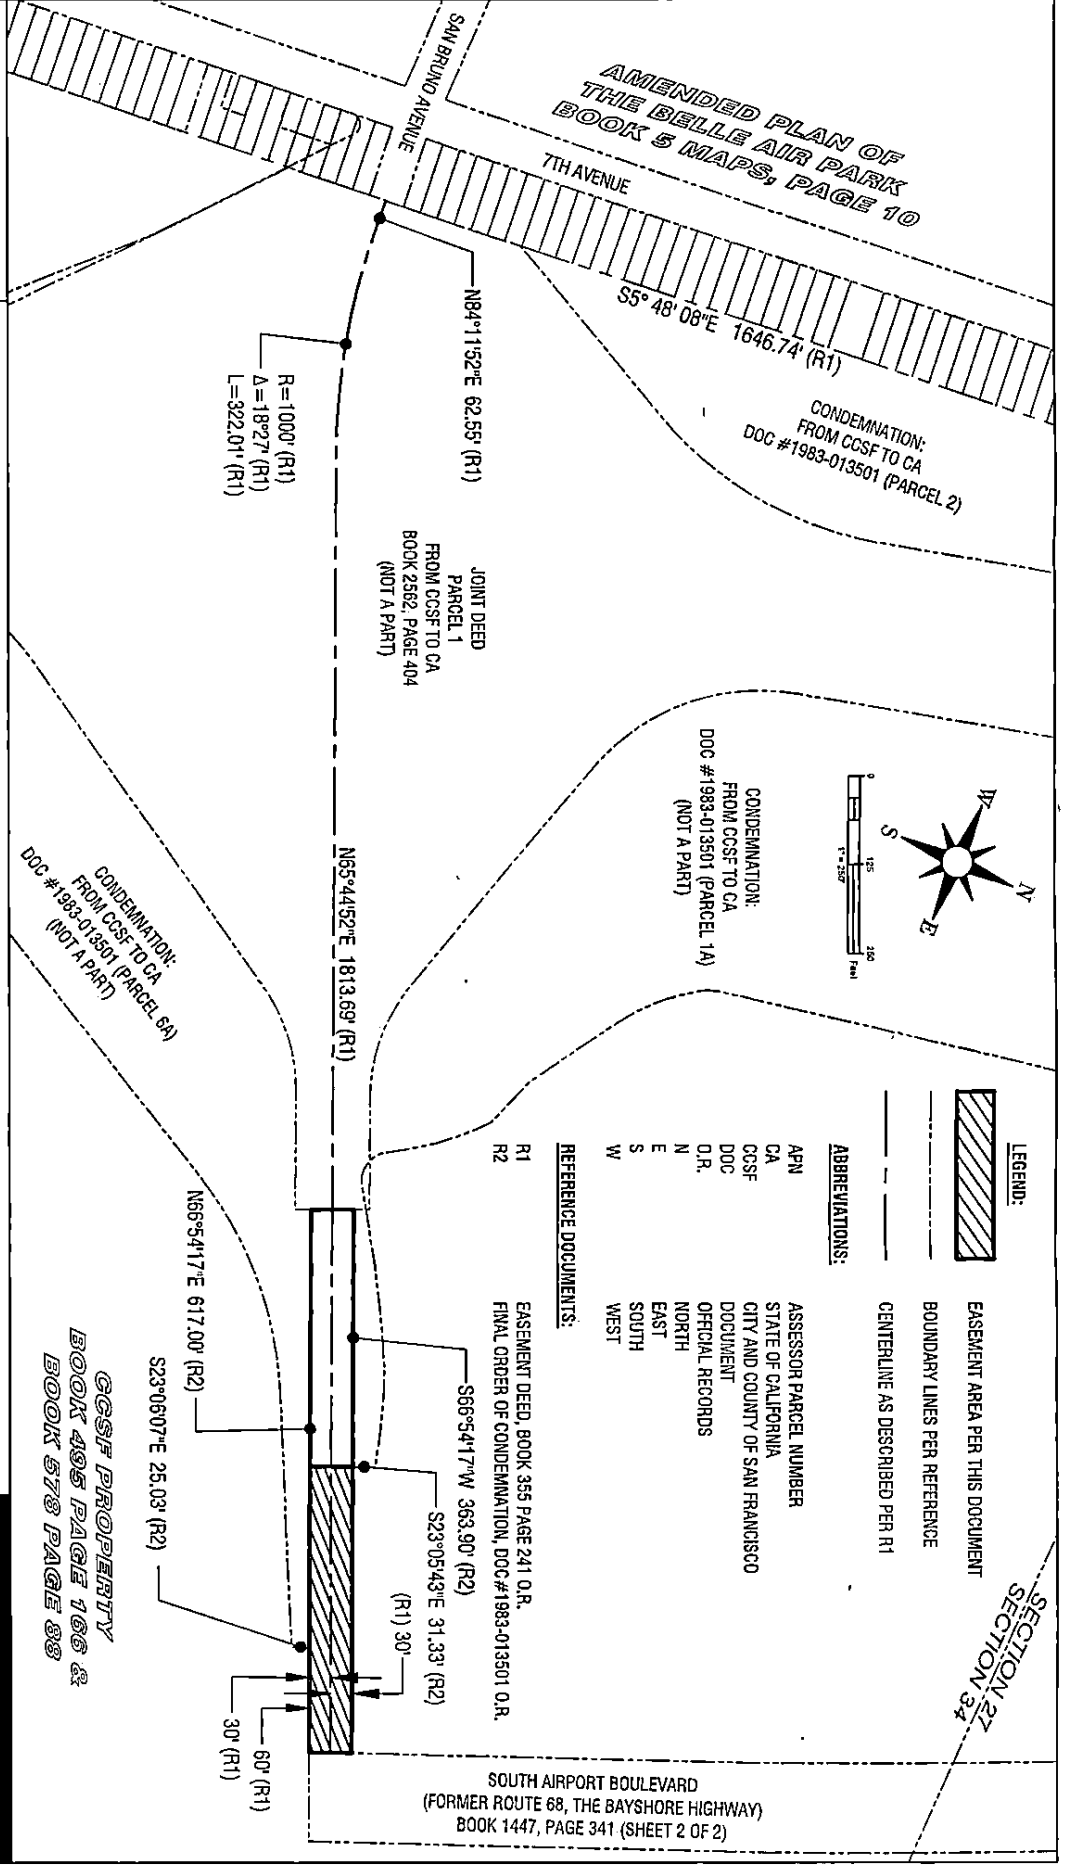 AMENDED PLAN OF
THE BELLE AIR PARK
BOOK 5 MAPS, PAGE 10
SAN BRUNO AVENUE
7TH AVENUE
S5° 48' 08"E 1646.74' (R1)
CONDEMNATION:
FROM CCSF TO CA
DOC #1983-013501 (PARCEL 2)
N84°11'52"E 62.55' (R1)
R=1000' (R1)
Δ=18°27' (R1)
L=322.01' (R1)
JOINT DEED
PARCEL 1
FROM CCSF TO CA
BOOK 2562, PAGE 404
(NOT A PART)
W
N
S
E
0
125
250
Feet
1" = 250'
CONDEMNATION:
FROM CCSF TO CA
DOC #1983-013501 (PARCEL 1A)
(NOT A PART)
N65°44'52"E 1813.69' (R1)
CONDEMNATION:
FROM CCSF TO CA
DOC #1983-013501 (PARCEL 6A)
(NOT A PART)
LEGEND:
EASEMENT AREA PER THIS DOCUMENT
BOUNDARY LINES PER REFERENCE
CENTERLINE AS DESCRIBED PER R1
ABBREVIATIONS:
APN ASSESSOR PARCEL NUMBER
CA STATE OF CALIFORNIA
CCSF CITY AND COUNTY OF SAN FRANCISCO
DOC DOCUMENT
O.R. OFFICIAL RECORDS
N NORTH
E EAST
S SOUTH
W WEST
REFERENCE DOCUMENTS:
R1 EASEMENT DEED, BOOK 355 PAGE 241 O.R.
R2 FINAL ORDER OF CONDEMNATION, DOC#1983-013501 O.R.
S66°54'17"W 363.90' (R2)
S23°05'43"E 31.33' (R2)
(R1) 30'
N66°54'17"E 617.00' (R2)
S23°06'07"E 25.03' (R2)
60' (R1)
30' (R1)
CCSF PROPERTY
BOOK 495 PAGE 166 &
BOOK 578 PAGE 88
SECTION 27
SECTION 34
SOUTH AIRPORT BOULEVARD
(FORMER ROUTE 68, THE BAYSHORE HIGHWAY)
BOOK 1447, PAGE 341 (SHEET 2 OF 2)